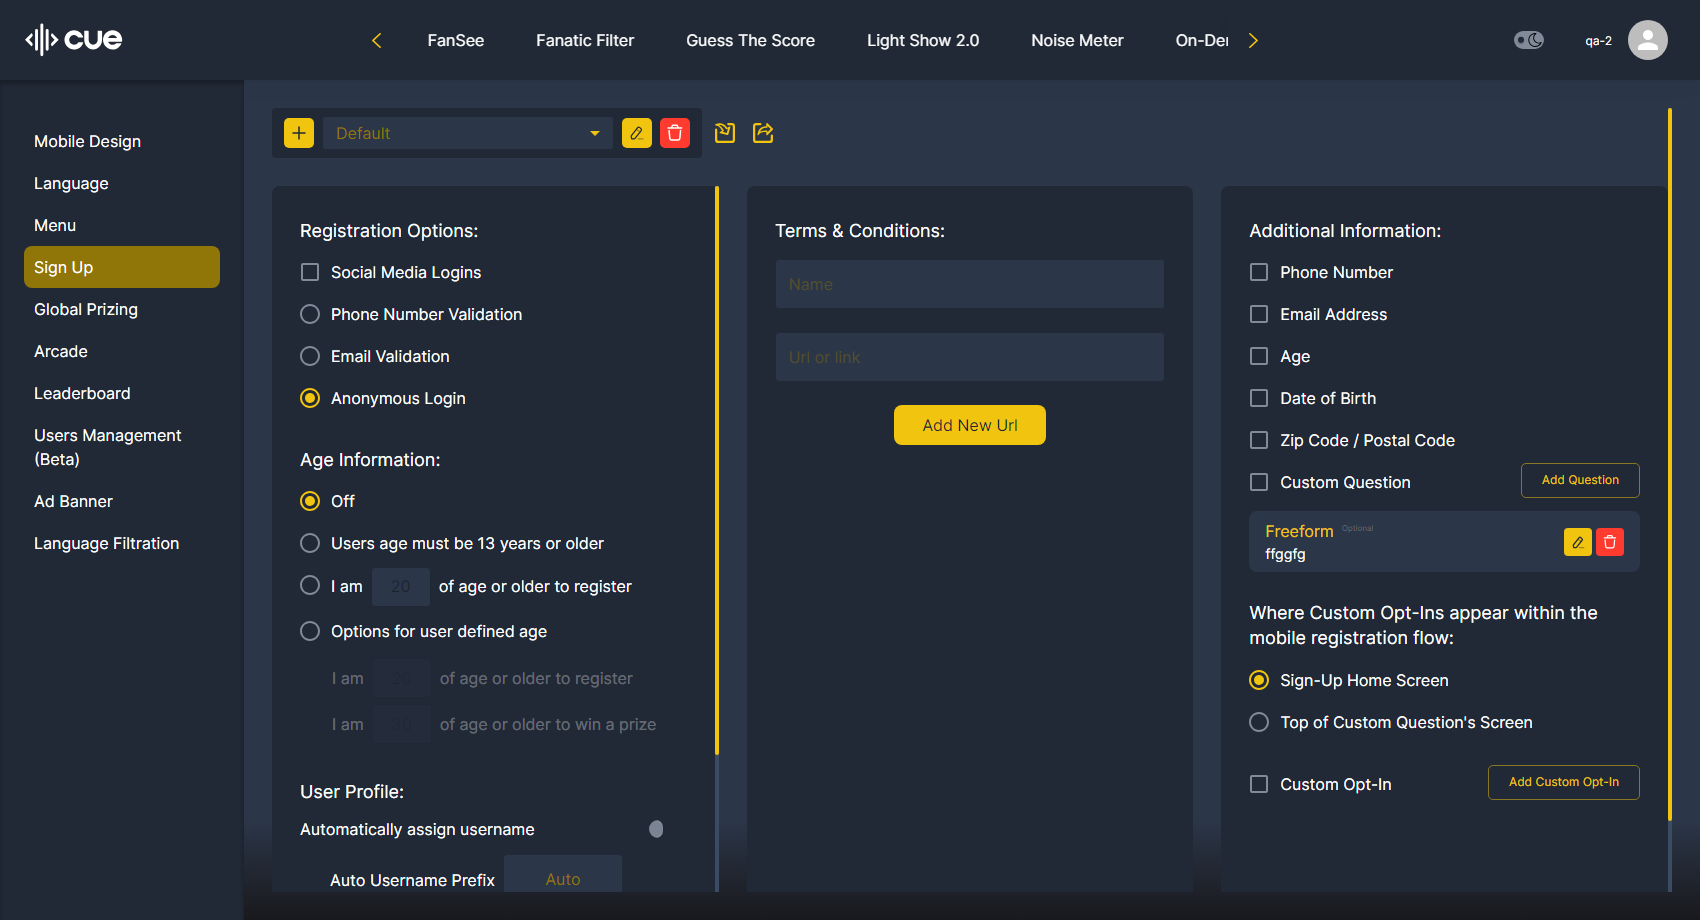 cue
FanSee
Fanatic Filter
Guess The Score
Light Show 2.0
Noise Meter
On-Der
qa-2
Mobile Design
Language
Menu
Sign Up
Global Prizing
Arcade
Leaderboard
Users Management
(Beta)
Ad Banner
Language Filtration
Default
Registration Options:
Social Media Logins
Phone Number Validation
Email Validation
Anonymous Login
Age Information:
Off
Users age must be 13 years or older
I am 20 of age or older to register
Options for user defined age
I am 20 of age or older to register
I am of age or older to win a prize
User Profile:
Automatically assign username
Auto Username Prefix Auto
Terms & Conditions:
Name
Url or link
Add New Url
Additional Information:
Phone Number
Email Address
Age
Date of Birth
Zip Code / Postal Code
Custom Question Add Question
Freeform Optional
ffggfg
Where Custom Opt-Ins appear within the
mobile registration flow:
Sign-Up Home Screen
Top of Custom Question's Screen
Custom Opt-In Add Custom Opt-In